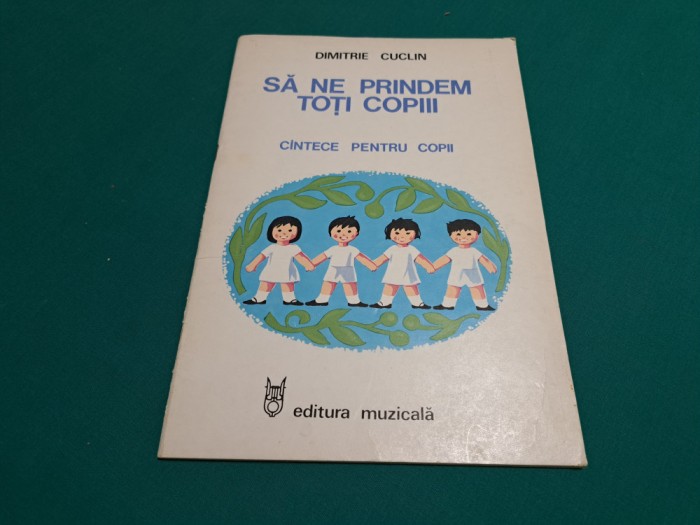 DIMITRIE CUCLIN
SĂ NE PRINDEM
TOȚI COPIII
CÎNTECE PENTRU COPII
editura muzicală